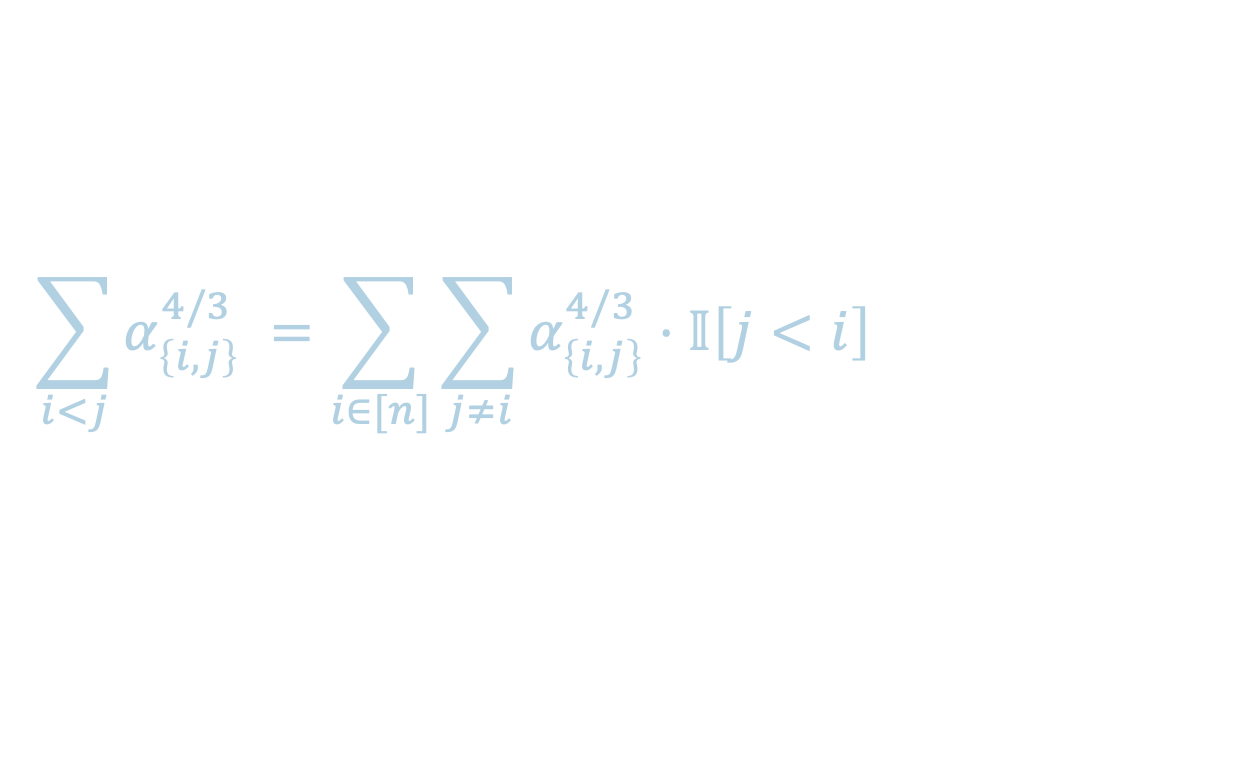 ∑_{i<j} α_{{i,j}}^{4/3} = ∑_{i∈[n]} ∑_{j≠i} α_{{i,j}}^{4/3} · 𝕀[j < i]